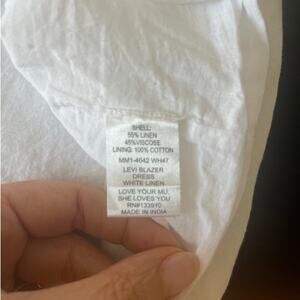 SHELL:
55% LINEN
45%VISCOSE
LINING: 100% COTTON
MM1-4642 WH47
LEVI BLAZER
DRESS
WHITE LINEN
LOVE YOUR MU,
SHE LOVES YOU
RN#133910
MADE IN INDIA